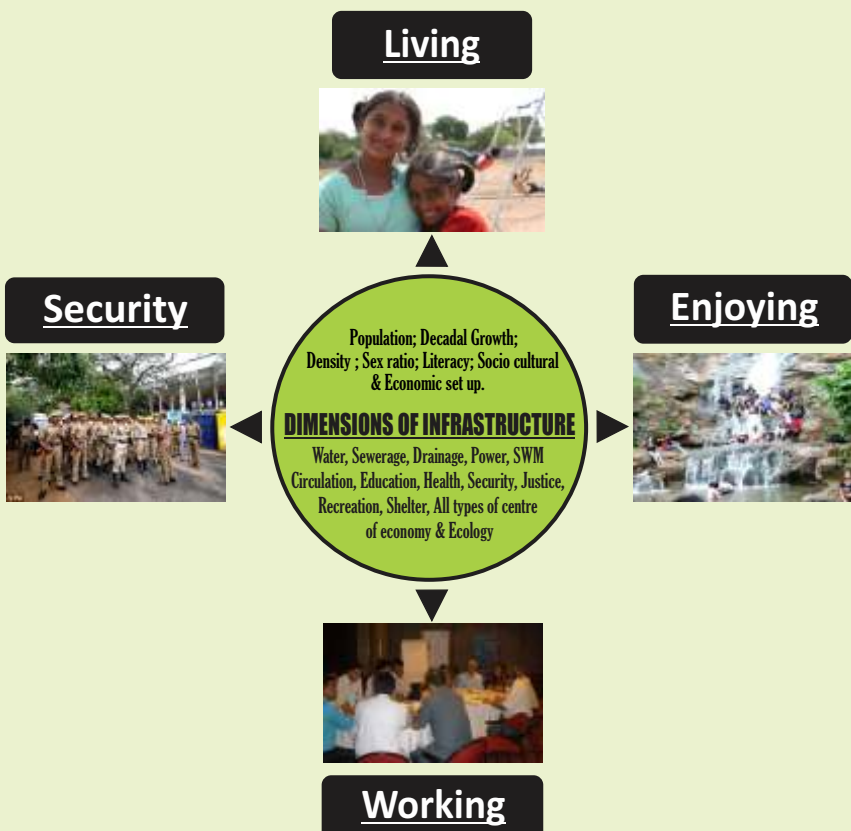 Living
Security
Enjoying
Population; Decadal Growth;
Density ; Sex ratio; Literacy; Socio cultural
& Economic set up.
DIMENSIONS OF INFRASTRUCTURE
Water, Sewerage, Drainage, Power, SWM
Circulation, Education, Health, Security, Justice,
Recreation, Shelter, All types of centre
of economy & Ecology
Working